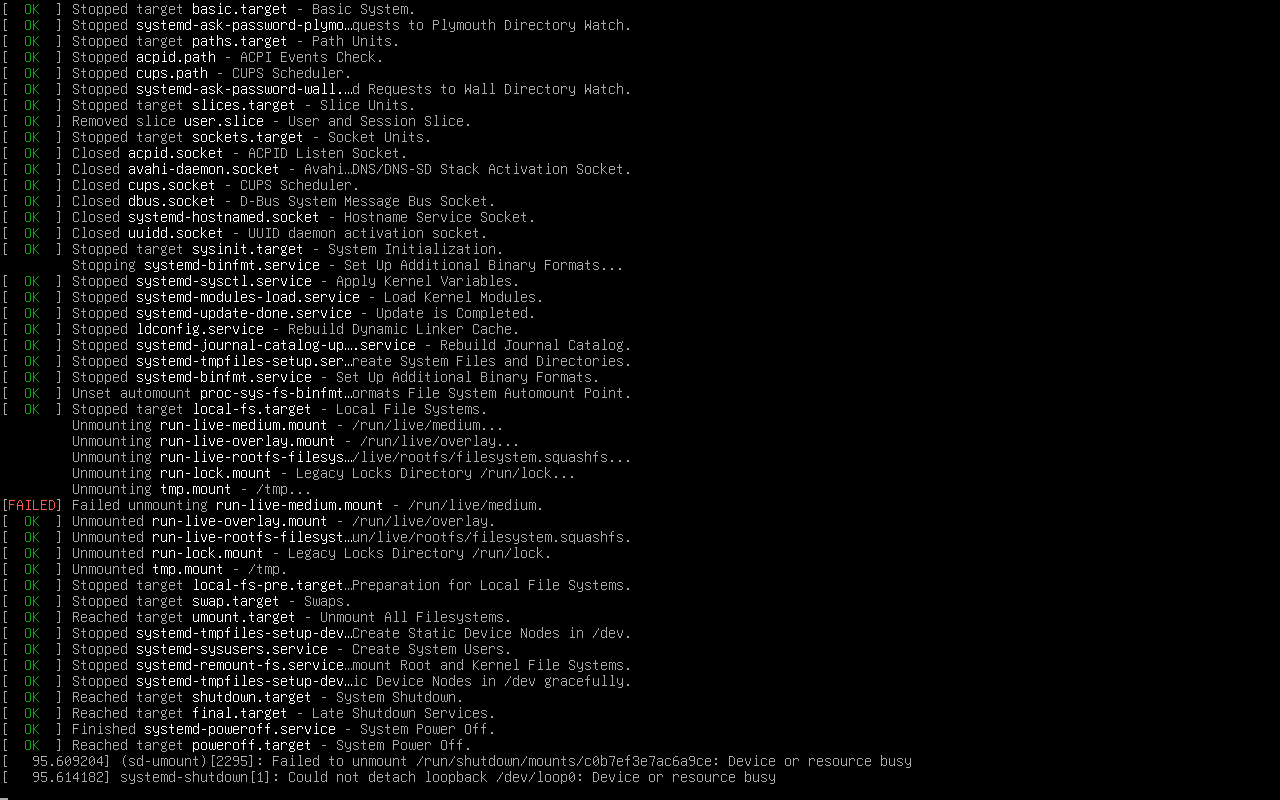 [  OK  ] Stopped target basic.target - Basic System.
[  OK  ] Stopped systemd-ask-password-plymo…quests to Plymouth Directory Watch.
[  OK  ] Stopped target paths.target - Path Units.
[  OK  ] Stopped acpid.path - ACPI Events Check.
[  OK  ] Stopped cups.path - CUPS Scheduler.
[  OK  ] Stopped systemd-ask-password-wall.…d Requests to Wall Directory Watch.
[  OK  ] Stopped target slices.target - Slice Units.
[  OK  ] Removed slice user.slice - User and Session Slice.
[  OK  ] Stopped target sockets.target - Socket Units.
[  OK  ] Closed acpid.socket - ACPID Listen Socket.
[  OK  ] Closed avahi-daemon.socket - Avahi…DNS/DNS-SD Stack Activation Socket.
[  OK  ] Closed cups.socket - CUPS Scheduler.
[  OK  ] Closed dbus.socket - D-Bus System Message Bus Socket.
[  OK  ] Closed systemd-hostnamed.socket - Hostname Service Socket.
[  OK  ] Closed uuidd.socket - UUID daemon activation socket.
[  OK  ] Stopped target sysinit.target - System Initialization.
Stopping systemd-binfmt.service - Set Up Additional Binary Formats...
[  OK  ] Stopped systemd-sysctl.service - Apply Kernel Variables.
[  OK  ] Stopped systemd-modules-load.service - Load Kernel Modules.
[  OK  ] Stopped systemd-update-done.service - Update is Completed.
[  OK  ] Stopped ldconfig.service - Rebuild Dynamic Linker Cache.
[  OK  ] Stopped systemd-journal-catalog-up….service - Rebuild Journal Catalog.
[  OK  ] Stopped systemd-tmpfiles-setup.ser…reate System Files and Directories.
[  OK  ] Stopped systemd-binfmt.service - Set Up Additional Binary Formats.
[  OK  ] Unset automount proc-sys-fs-binfmt…ormats File System Automount Point.
[  OK  ] Stopped target local-fs.target - Local File Systems.
Unmounting run-live-medium.mount - /run/live/medium...
Unmounting run-live-overlay.mount - /run/live/overlay...
Unmounting run-live-rootfs-filesys…/live/rootfs/filesystem.squashfs...
Unmounting run-lock.mount - Legacy Locks Directory /run/lock...
Unmounting tmp.mount - /tmp...
[FAILED] Failed unmounting run-live-medium.mount - /run/live/medium.
[  OK  ] Unmounted run-live-overlay.mount - /run/live/overlay.
[  OK  ] Unmounted run-live-rootfs-filesyst…un/live/rootfs/filesystem.squashfs.
[  OK  ] Unmounted run-lock.mount - Legacy Locks Directory /run/lock.
[  OK  ] Unmounted tmp.mount - /tmp.
[  OK  ] Stopped target local-fs-pre.target…Preparation for Local File Systems.
[  OK  ] Stopped target swap.target - Swaps.
[  OK  ] Reached target umount.target - Unmount All Filesystems.
[  OK  ] Stopped systemd-tmpfiles-setup-dev…Create Static Device Nodes in /dev.
[  OK  ] Stopped systemd-sysusers.service - Create System Users.
[  OK  ] Stopped systemd-remount-fs.service…mount Root and Kernel File Systems.
[  OK  ] Stopped systemd-tmpfiles-setup-dev…ic Device Nodes in /dev gracefully.
[  OK  ] Reached target shutdown.target - System Shutdown.
[  OK  ] Reached target final.target - Late Shutdown Services.
[  OK  ] Finished systemd-poweroff.service - System Power Off.
[  OK  ] Reached target poweroff.target - System Power Off.
[   95.609204] (sd-umount)[2295]: Failed to unmount /run/shutdown/mounts/c0b7ef3e7ac6a9ce: Device or resource busy
[   95.614182] systemd-shutdown[1]: Could not detach loopback /dev/loop0: Device or resource busy